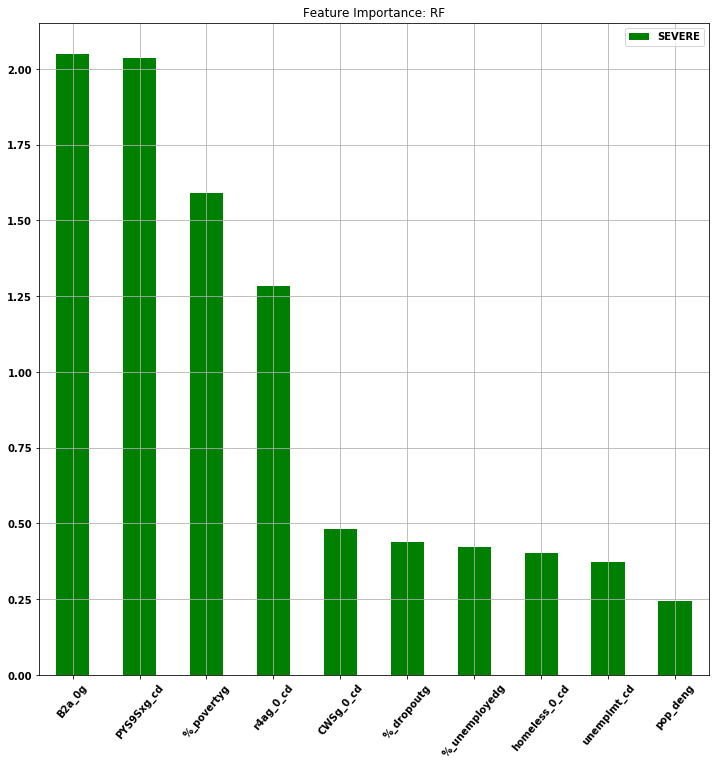 Feature Importance: RF
SEVERE
2.00
1.75
1.50
1.25
1.00
0.75
0.50
0.25
0.00
B2a_0g
PYS9Sxg_cd
%_povertyg
r4ag_0_cd
CWSg_0_cd
%_dropoutg
%_unemployedg
homeless_0_cd
unemplmt_cd
pop_deng